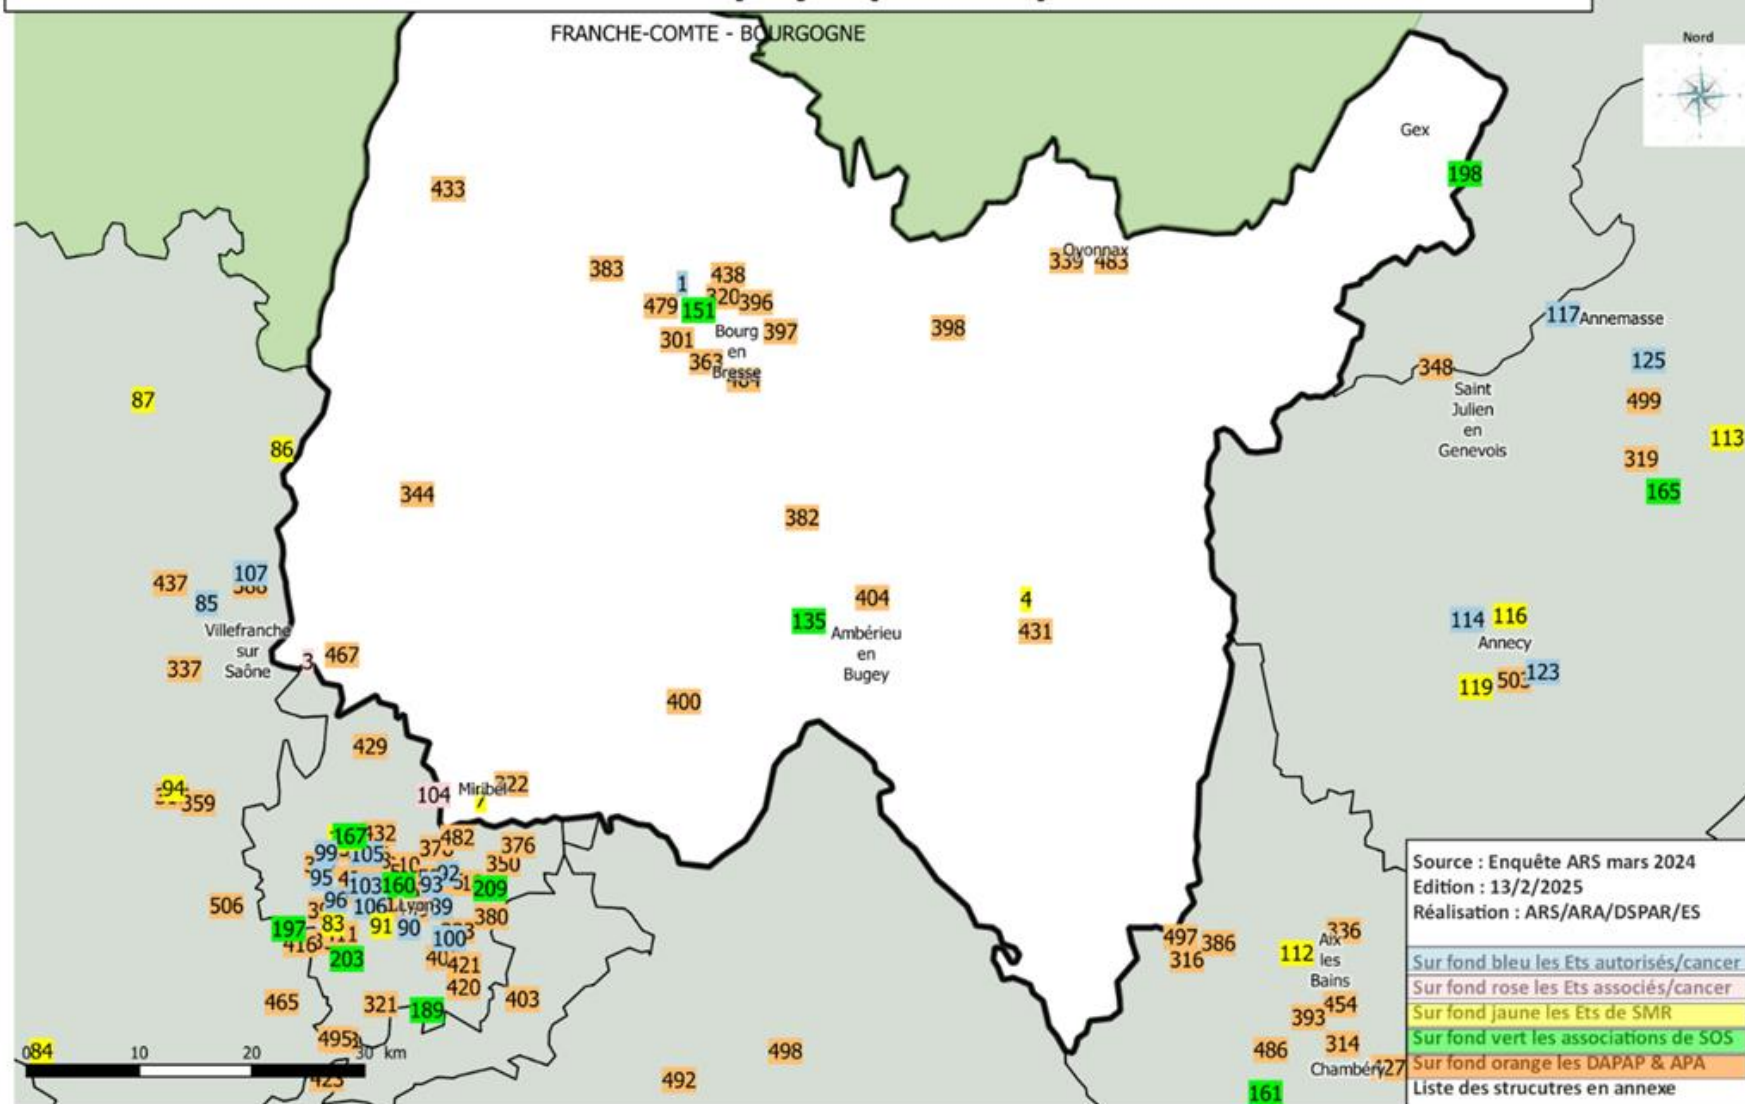 FRANCHE-COMTE - BOURGOGNE
Nord
Gex
198
433
Oyonnax
383
438
339
483
1
320
396
479
151
117
Annemasse
301
Bourg
en
Bresse
397
398
363
125
348
Saint
Julien
en
Genevois
87
499
86
113
319
344
165
382
437
107
85
404
4
135
431
114
116
Annecy
Villefranche
sur
Saône
Ambérieu
en
Bugey
3
467
337
119
503
123
400
429
94
359
104
Miribel
322
7
167
432
482
376
99
105
350
95
103
160
93
92
209
96
106
Lyon
89
506
380
197
83
91
90
100
416
203
421
420
465
321
189
403
495
84
0
10
20
30 km
492
498
497
386
316
112
336
Aix
les
Bains
454
393
486
314
Chambéry
427
161
Source : Enquête ARS mars 2024
Edition : 13/2/2025
Réalisation : ARS/ARA/DSPAR/ES
Sur fond bleu les Ets autorisés/cancer
Sur fond rose les Ets associés/cancer
Sur fond jaune les Ets de SMR
Sur fond vert les associations de SOS
Sur fond orange les DAPAP & APA
Liste des strucutres en annexe